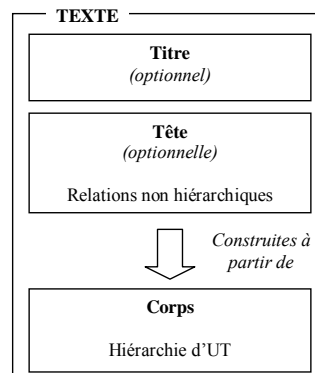 TEXTE
Titre
(optionnel)
Tête
(optionnelle)
Relations non hiérarchiques
Construites à
partir de
Corps
Hiérarchie d’UT